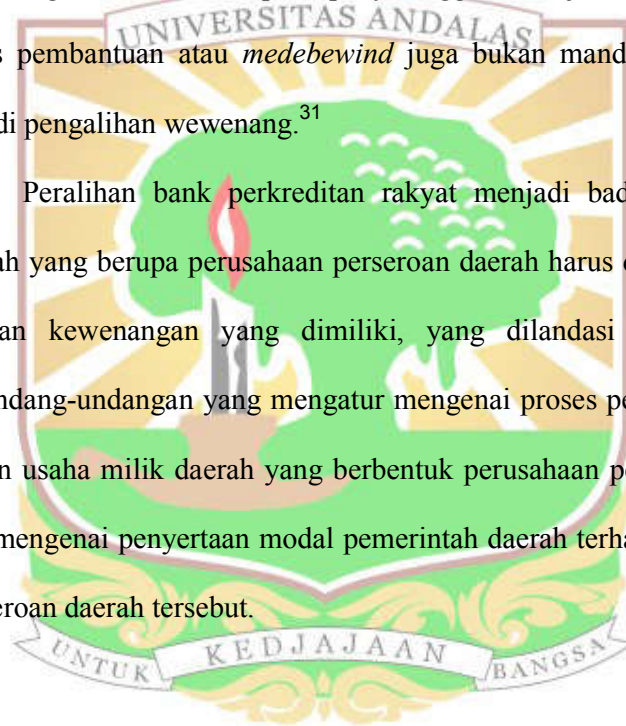 UNIVERSITAS ANDALAS
s pembantuan atau medebewind juga bukan mand
di pengalihan wewenang.31
Peralihan bank perkreditan rakyat menjadi bad
ah yang berupa perusahaan perseroan daerah harus
an kewenangan yang dimiliki, yang dilandasi
ndang-undangan yang mengatur mengenai proses pe
n usaha milik daerah yang berbentuk perusahaan p
mengenai penyertaan modal pemerintah daerah terha
eroan daerah tersebut.
UNTUK KEDJAJAAN BANGSA